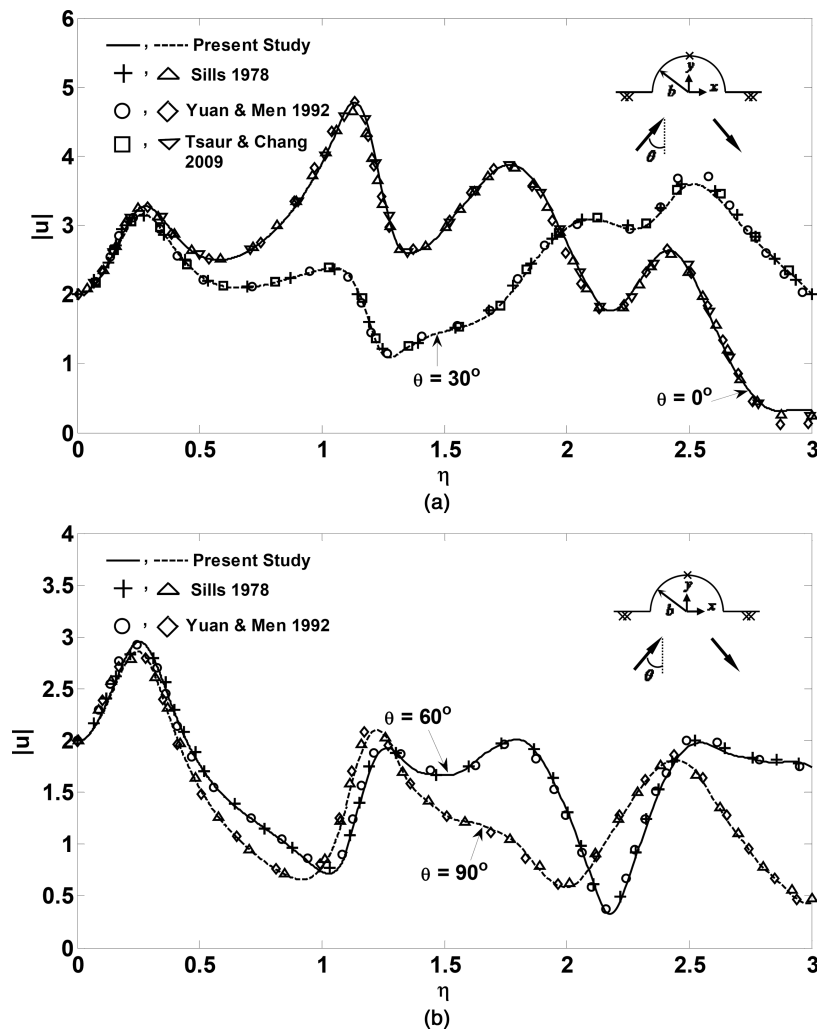 6
5
4
3
2
1
0
|u|
, Present Study
+ , △ Sills 1978
○ , ◇ Yuan & Men 1992
□ , ▽ Tsaur & Chang
2009
y
b
x
θ
θ = 30°
θ = 0°
0 0.5 1 1.5 2 2.5 3
η
(a)
4
3.5
3
2.5
2
1.5
1
0.5
0
|u|
, Present Study
+ , △ Sills 1978
○ , ◇ Yuan & Men 1992
y
b
x
θ
θ = 60°
θ = 90°
0 0.5 1 1.5 2 2.5 3
η
(b)